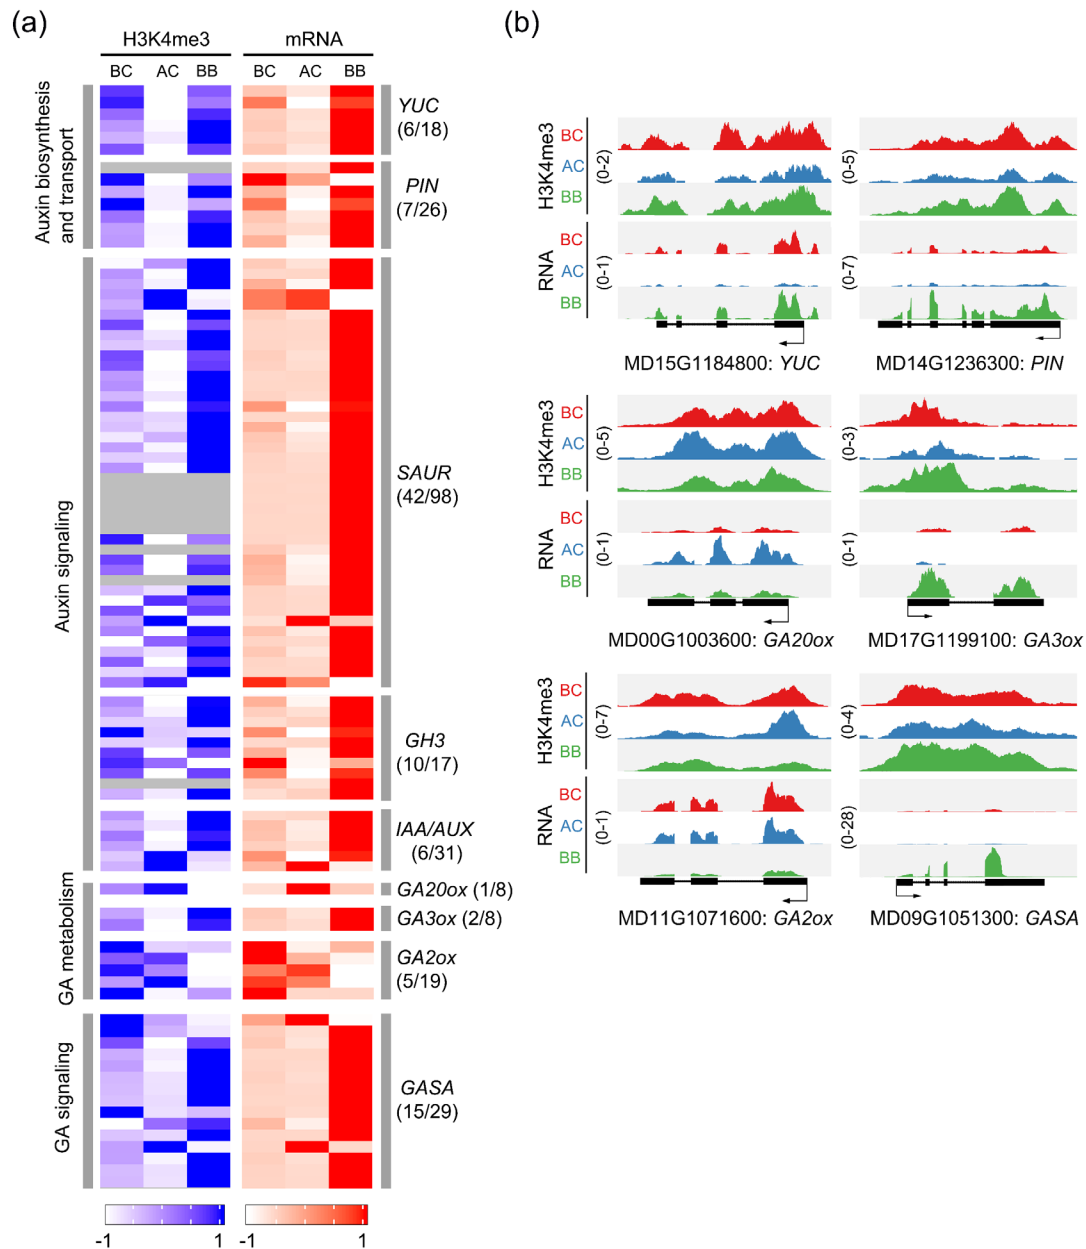 (a)
H3K4me3 mRNA
BC AC BB BC AC BB
Auxin biosynthesis
and transport
YUC
(6/18)
PIN
(7/26)
Auxin signaling
SAUR
(42/98)
GH3
(10/17)
IAA/AUX
(6/31)
GA metabolism
GA20ox (1/8)
GA3ox (2/8)
GA2ox
(5/19)
GA signaling
GASA
(15/29)
-1 1 -1 1
(b)
H3K4me3
BC
AC
BB
(0-2)
(0-5)
RNA
BC
AC
BB
(0-1)
(0-7)
MD15G1184800: YUC MD14G1236300: PIN
H3K4me3
BC
AC
BB
(0-5)
(0-3)
RNA
BC
AC
BB
(0-1)
(0-1)
MD00G1003600: GA20ox MD17G1199100: GA3ox
H3K4me3
BC
AC
BB
(0-7)
(0-4)
RNA
BC
AC
BB
(0-1)
(0-28)
MD11G1071600: GA2ox MD09G1051300: GASA